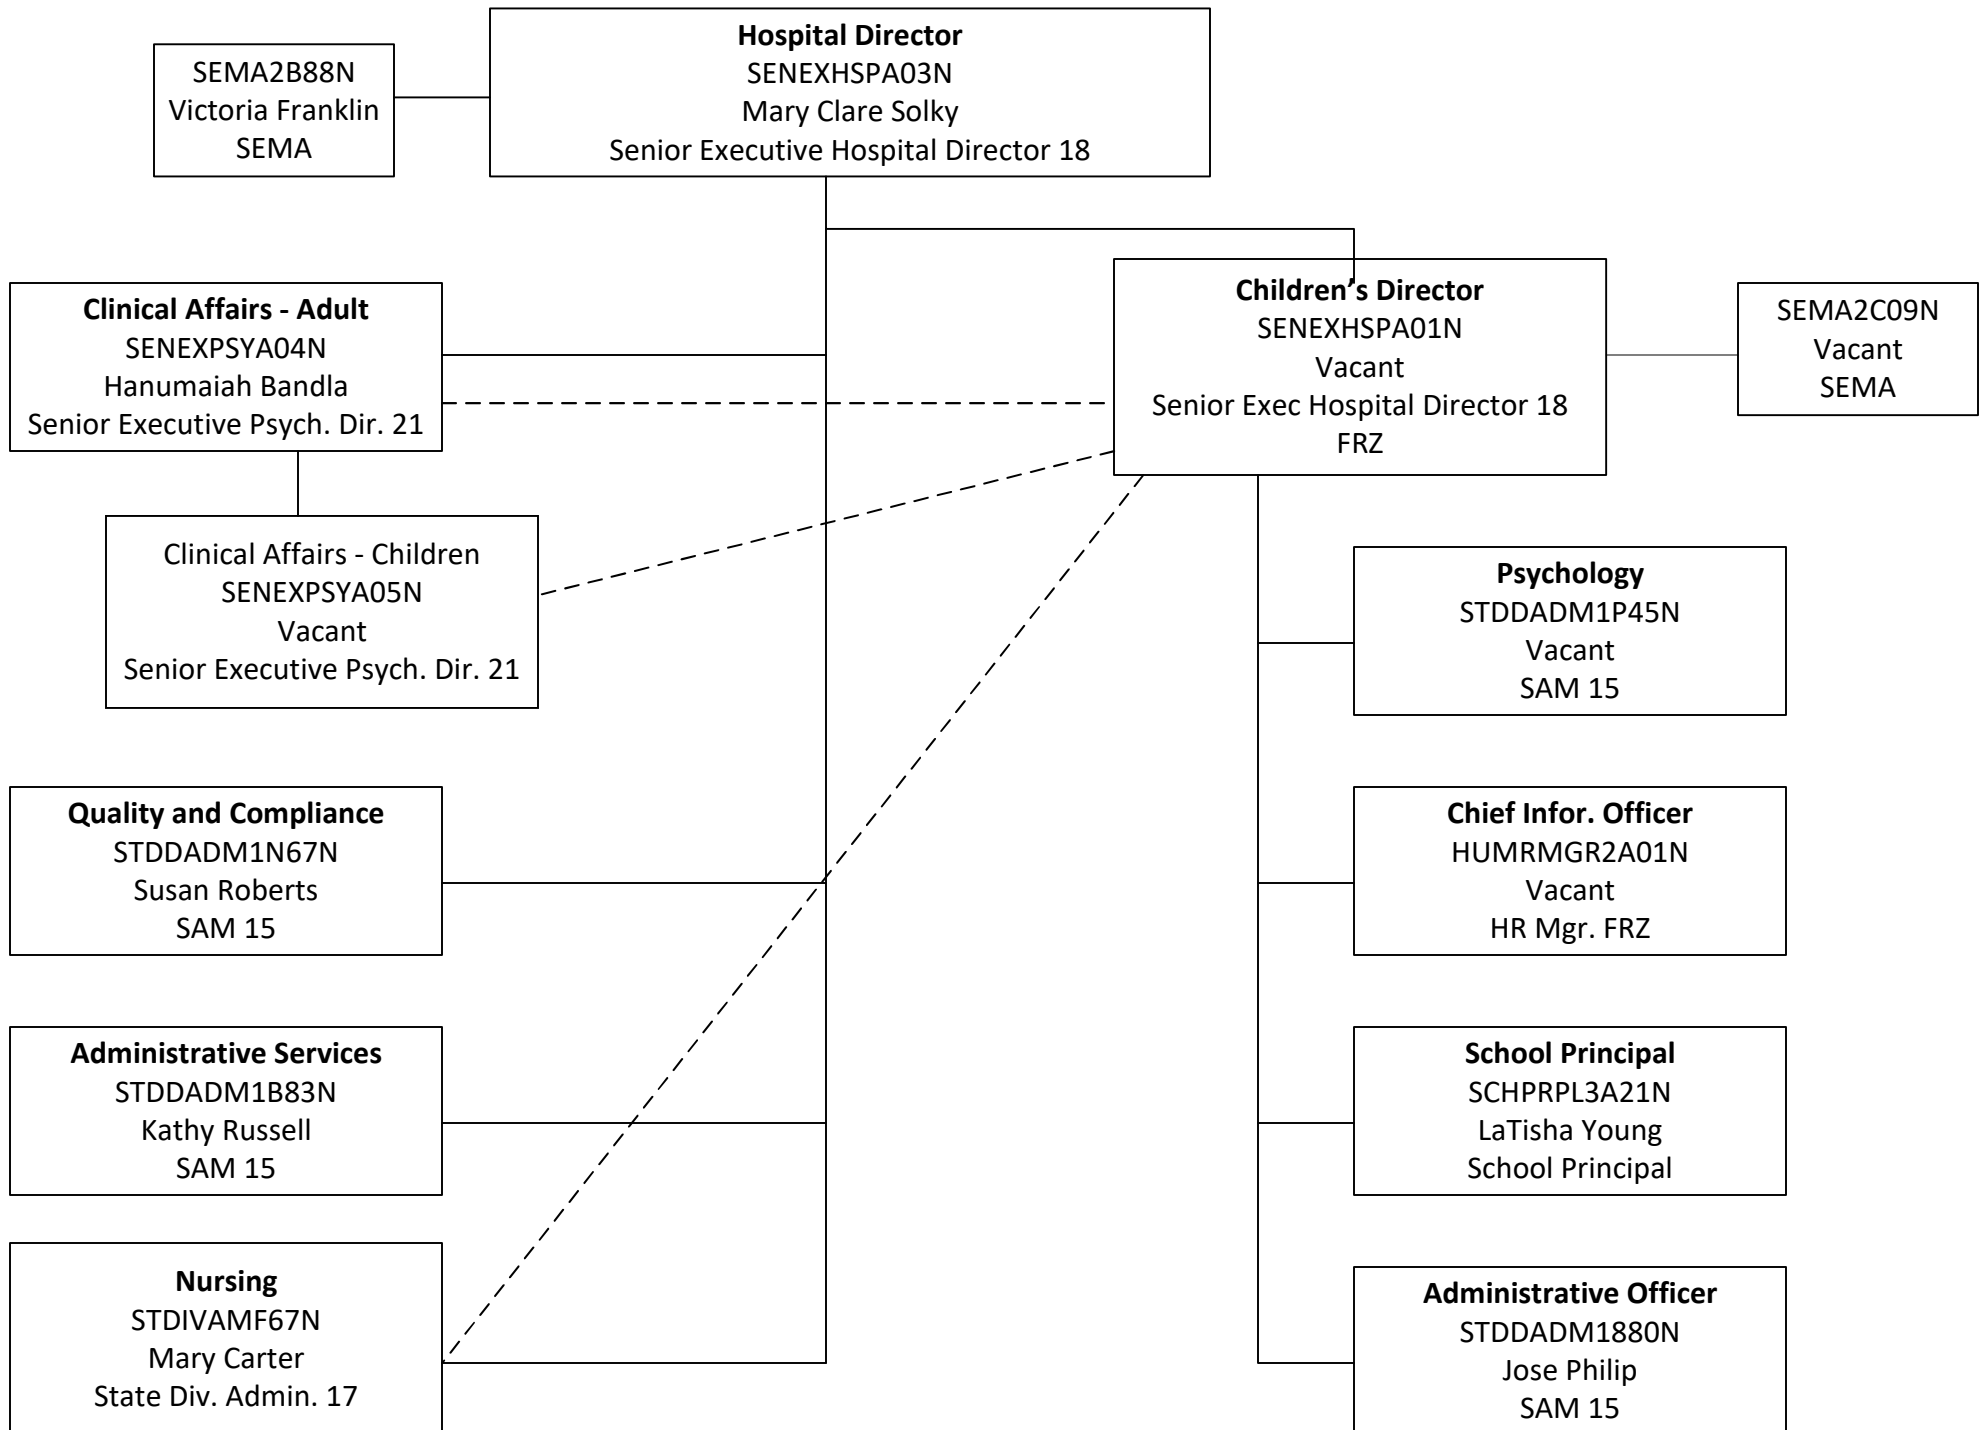 Hospital Director
SENEXHSPA03N
Mary Clare Solky
Senior Executive Hospital Director 18
SEMA2B88N
Victoria Franklin
SEMA
Clinical Affairs - Adult
SENEXPSYA04N
Hanumaiah Bandla
Senior Executive Psych. Dir. 21
Children’s Director
SENEXHSPA01N
Vacant
Senior Exec Hospital Director 18
FRZ
SEMA2C09N
Vacant
SEMA
Clinical Affairs - Children
SENEXPSYA05N
Vacant
Senior Executive Psych. Dir. 21
Psychology
STDDADM1P45N
Vacant
SAM 15
Quality and Compliance
STDDADM1N67N
Susan Roberts
SAM 15
Chief Infor. Officer
HUMRMGR2A01N
Vacant
HR Mgr. FRZ
Administrative Services
STDDADM1B83N
Kathy Russell
SAM 15
School Principal
SCHPRPL3A21N
LaTisha Young
School Principal
Nursing
STDIVAMF67N
Mary Carter
State Div. Admin. 17
Administrative Officer
STDDADM1880N
Jose Philip
SAM 15